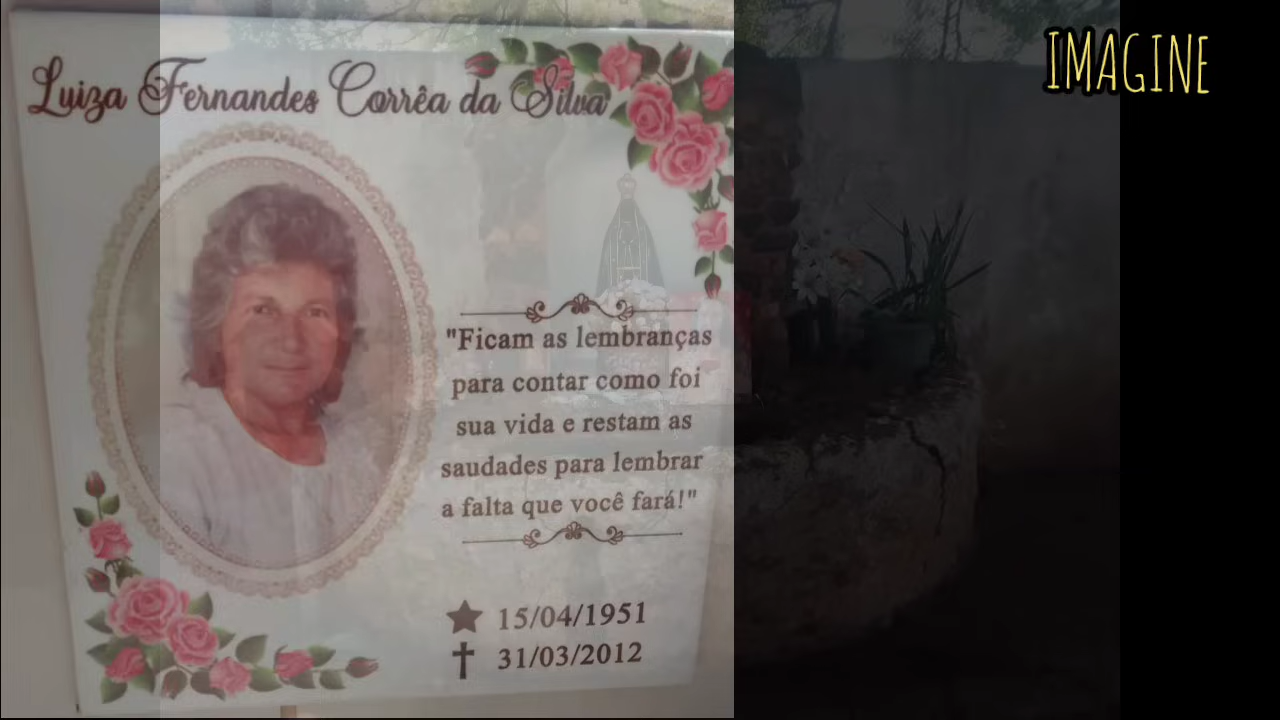 Luiza Fernandes Corrêa da Silva
IMAGINE
"Ficam as lembranças
para contar como foi
sua vida e restam as
saudades para lembrar
a falta que você fará!"
15/04/1951
31/03/2012